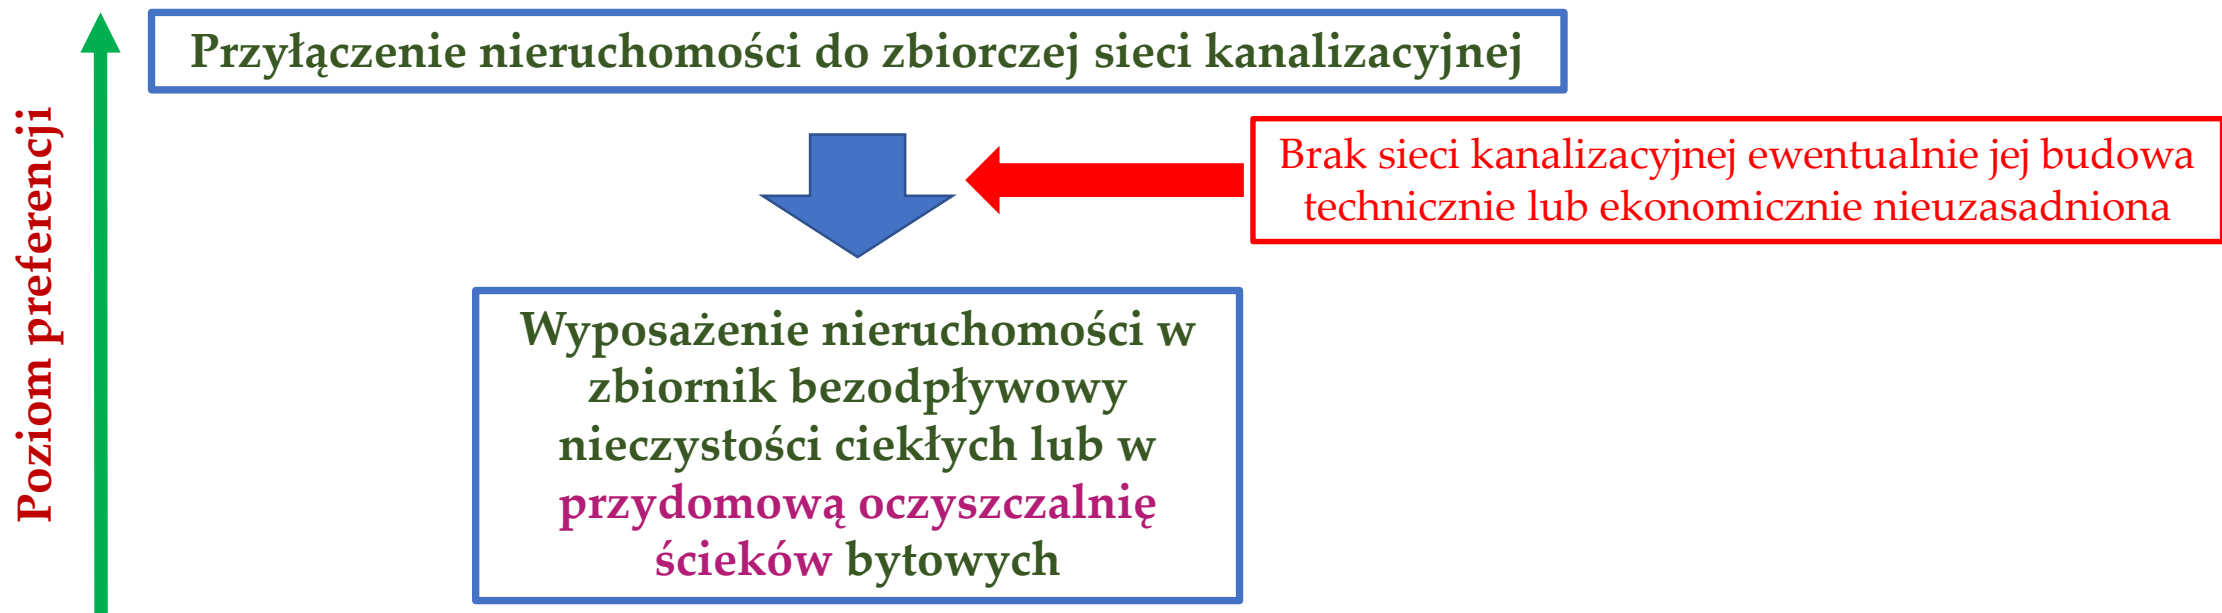 Przyłączenie nieruchomości do zbiorczej sieci kanalizacyjnej
Poziom preferencji
Brak sieci kanalizacyjnej ewentualnie jej budowa
technicznie lub ekonomicznie nieuzasadniona
Wyposażenie nieruchomości w
zbiornik bezodpływowy
nieczystości ciekłych lub w
przydomową oczyszczalnię
ścieków bytowych